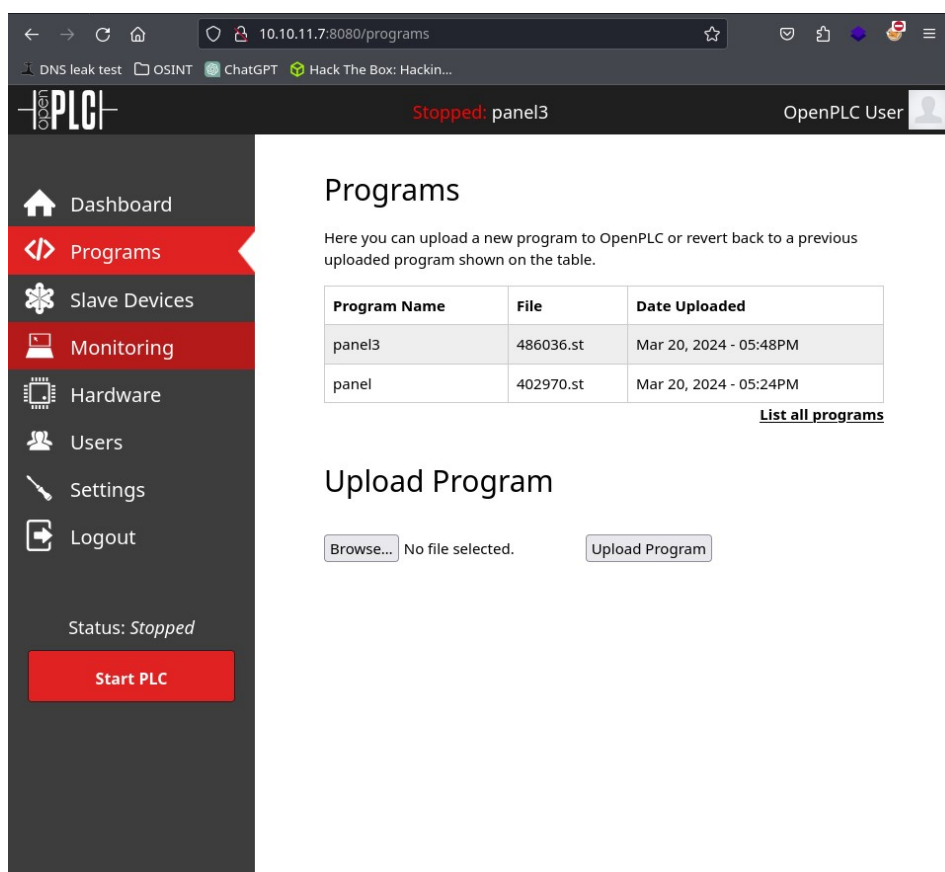 10.10.11.7:8080/programs
DNS leak test OSINT ChatGPT Hack The Box: Hackin...
open PLC Stopped: panel3 OpenPLC User
Dashboard
Programs
Slave Devices
Monitoring
Hardware
Users
Settings
Logout
Status: Stopped
Start PLC
Programs
Here you can upload a new program to OpenPLC or revert back to a previous
uploaded program shown on the table.
Program Name File Date Uploaded
panel3 486036.st Mar 20, 2024 - 05:48PM
panel 402970.st Mar 20, 2024 - 05:24PM
List all programs
Upload Program
Browse... No file selected. Upload Program